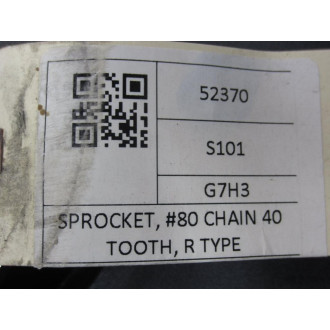 52370
S101
G7H3
SPROCKET, #80 CHAIN 40
TOOTH, R TYPE